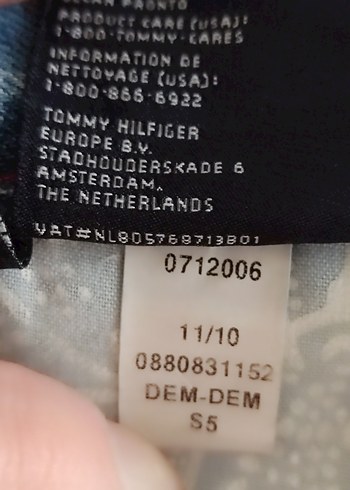 PRONTO
PRODUCT CARE (USA):
1-800-TOMMY-CARES
INFORMATION DE
NETTOYAGE (USA):
1-800-866-6922
TOMMY HILFIGER
EUROPE B.V.
STADHOUDERSKADE 6
AMSTERDAM.
THE NETHERLANDS
VAT#NL805768713B01
0712006
11/10
0880831152
DEM-DEM
S5